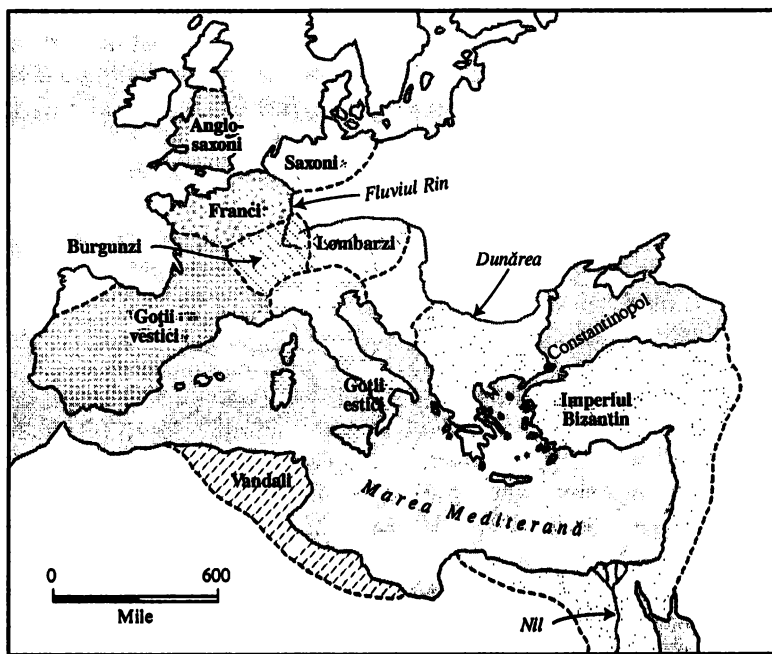 Anglo-
saxoni
Saxoni
Fluviul Rin
Franci
Burgunzi
Lombarzi
Dunărea
Goții
vestici
Constantinopol
Goții
estici
Imperiul
Bizantin
Vandali
Marea Mediterană
0 600
Mile
Nil